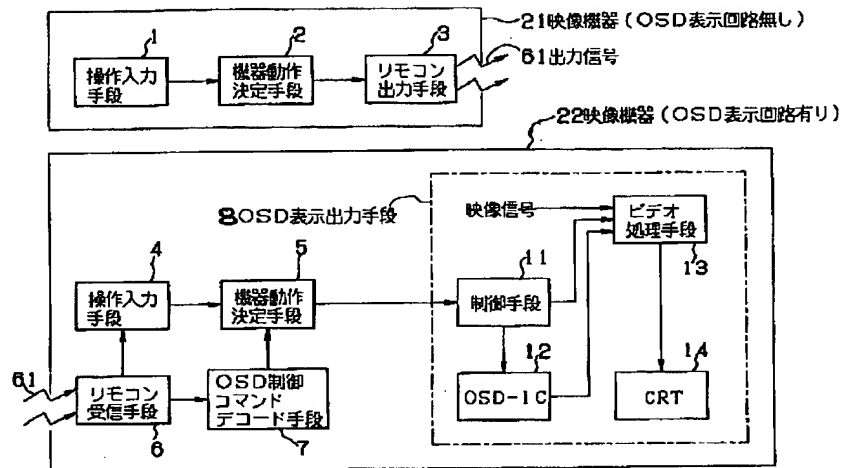 21映像機器(OSD表示回路無し)
1
2
3
61出力信号
操作入力
手段
機器動作
決定手段
リモコン
出力手段
22映像機器(OSD表示回路有り)
8OSD表示出力手段
映像信号
ビデオ
処理手段
13
4
5
11
操作入力
手段
機器動作
決定手段
制御手段
12
14
OSD-IC
CRT
61
リモコン
受信手段
6
OSD制御
コマンド
デコード手段
7